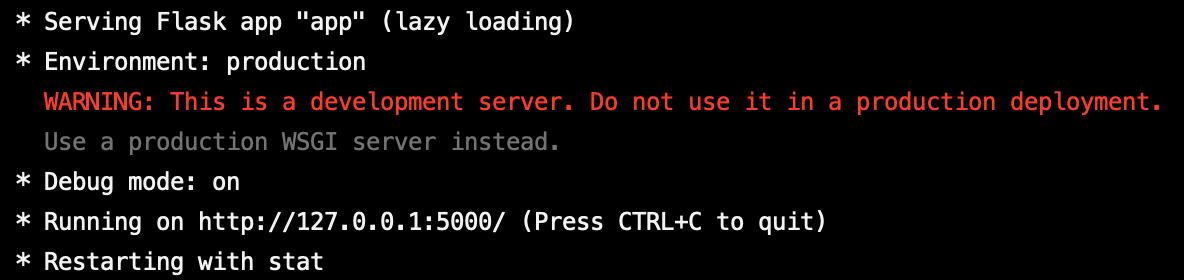 * Serving Flask app "app" (lazy loading)
* Environment: production
WARNING: This is a development server. Do not use it in a production deployment.
Use a production WSGI server instead.
* Debug mode: on
* Running on http://127.0.0.1:5000/ (Press CTRL+C to quit)
* Restarting with stat